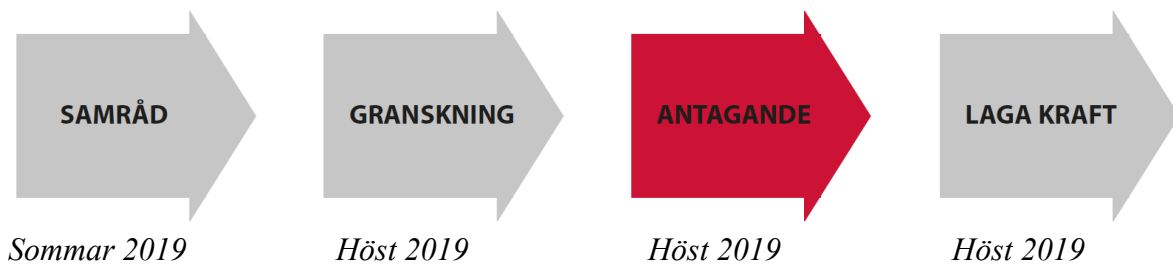 SAMRÅD GRANSKNING ANTAGANDE LAGA KRAFT
Sommar 2019 Höst 2019 Höst 2019 Höst 2019